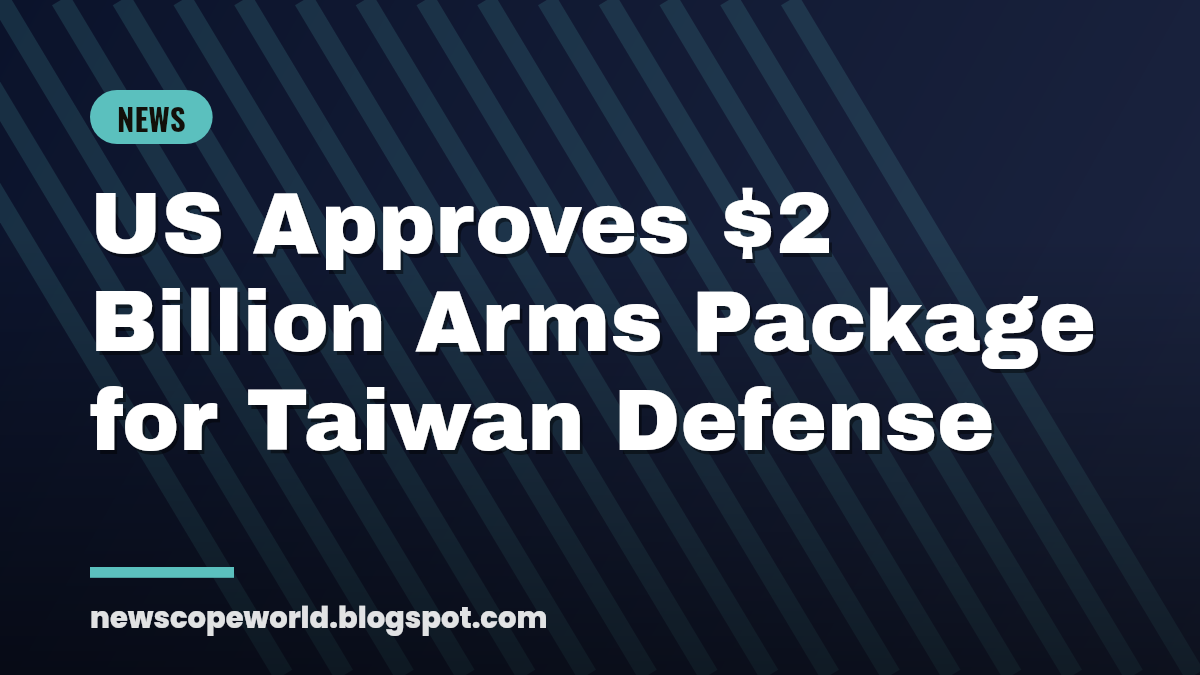 NEWS
US Approves $2
Billion Arms Package
for Taiwan Defense
newscopeworld.blogspot.com